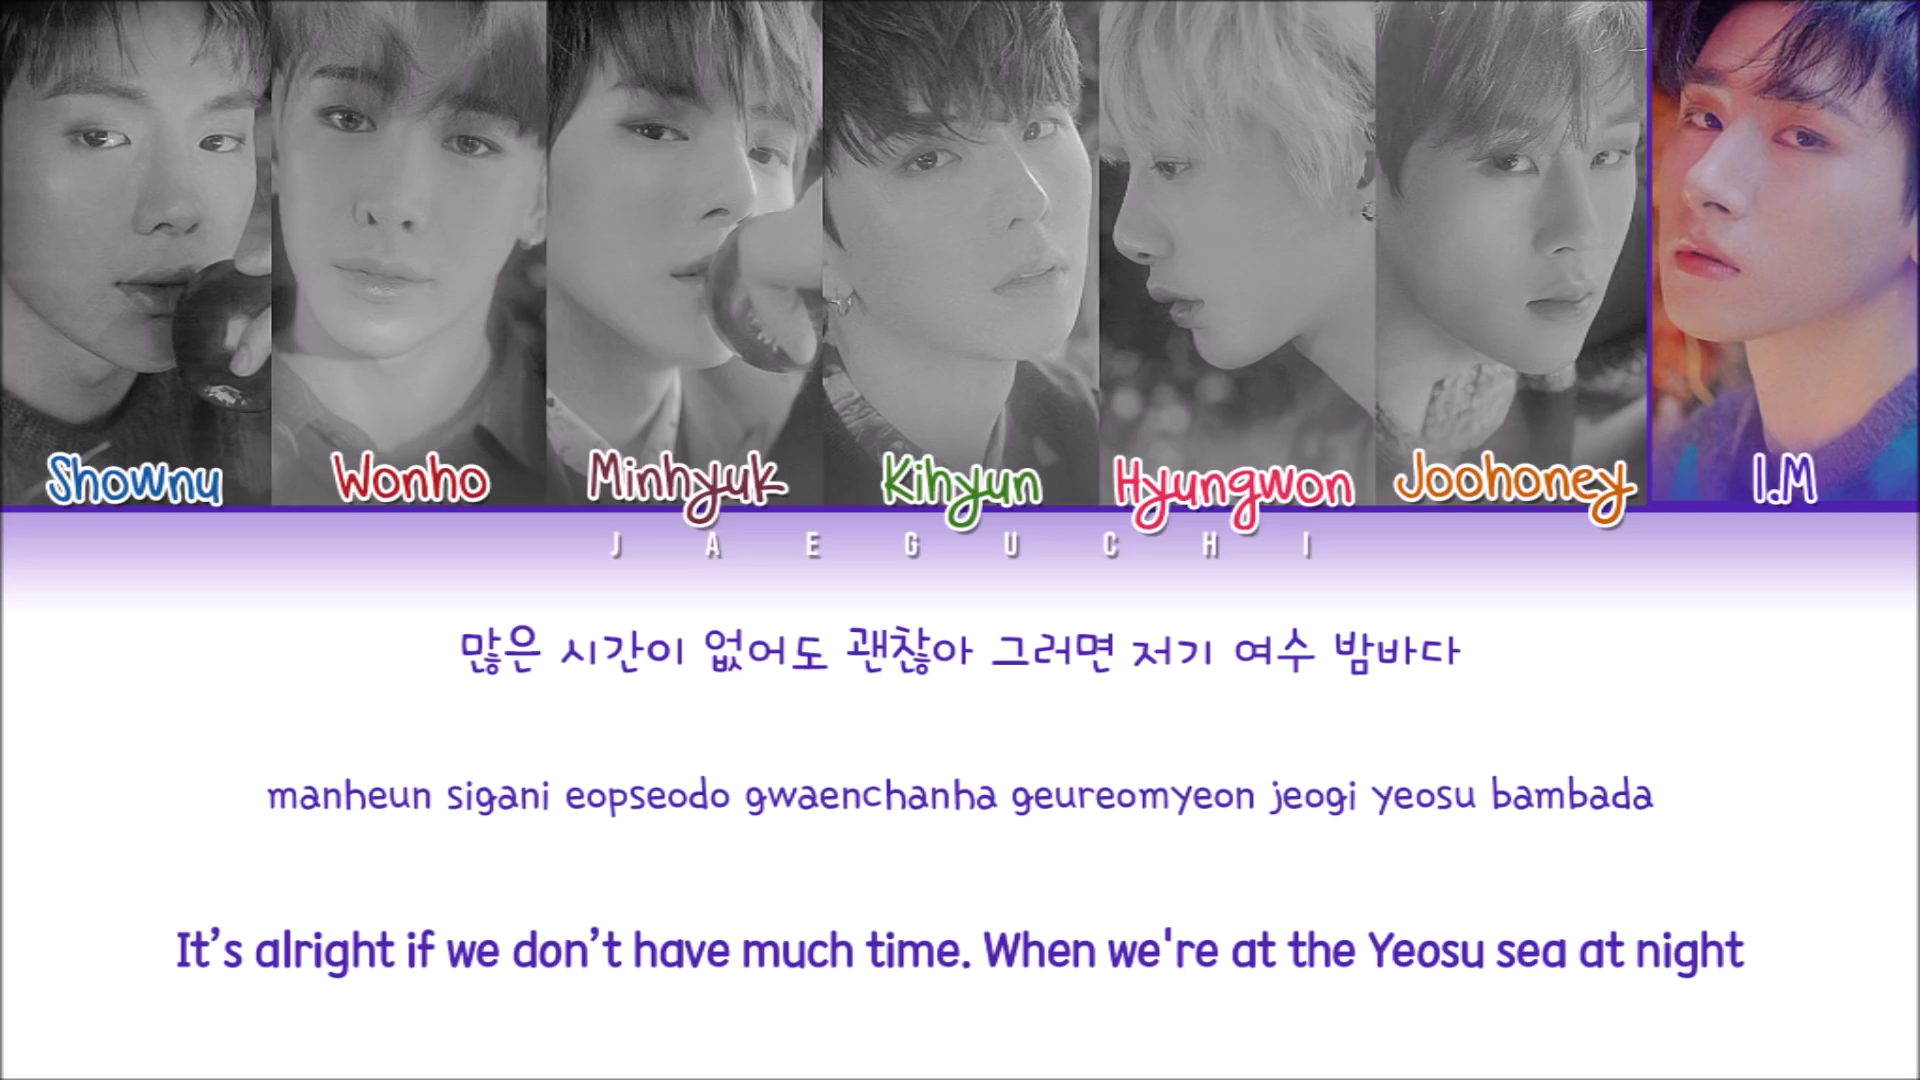 Shownu Wonho Minhyuk Kihyun Hyungwon Joohoney I.M
JAEGUCHI
많은 시간이 없어도 괜찮아 그러면 저기 여수 밤바다
manheun sigani eopseodo gwaenchanha geureomyeon jeogi yeosu bambada
It’s alright if we don’t have much time. When we're at the Yeosu sea at night